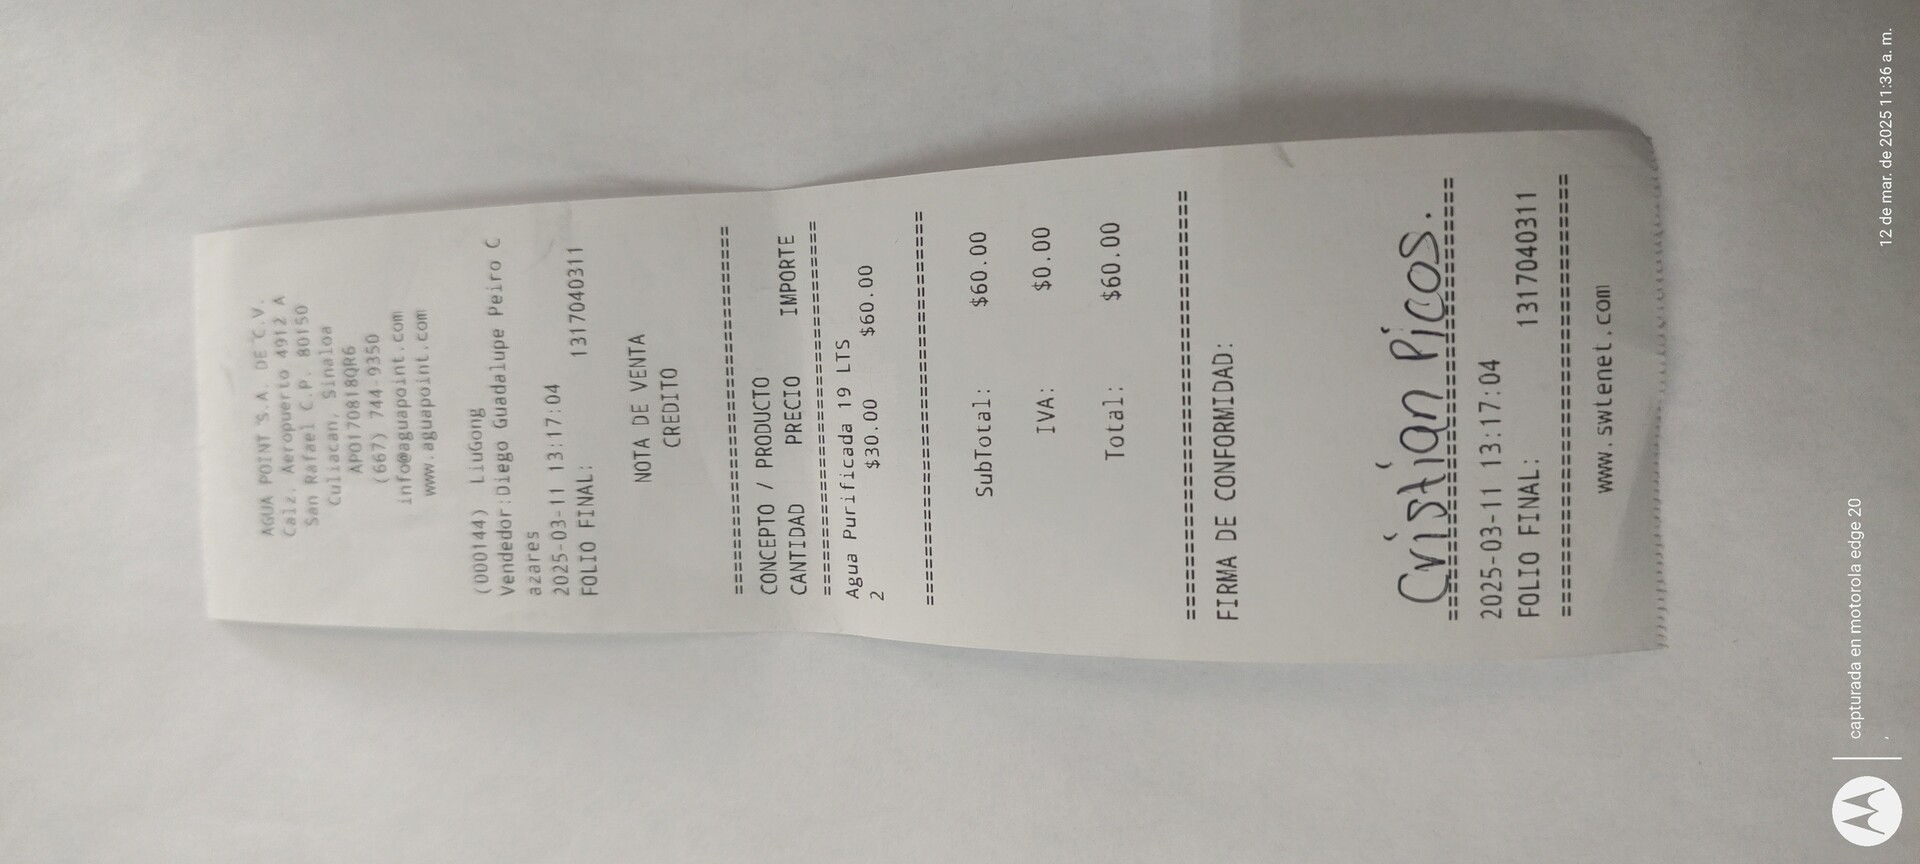 AGUA POINT S.A. DE C.V.
Calz. Aeropuerto 4912 A
San Rafael C.P. 80150
Culiacan, Sinaloa
APO170818QR6
(667) 744-9350
info@aguapoint.com
www.aguapoint.com
(000144) LiuGong
Vendedor:Diego Guadalupe Peiro C
azares
2025-03-11 13:17:04
FOLIO FINAL: 1317040311
NOTA DE VENTA
CREDITO
================================
CONCEPTO / PRODUCTO
CANTIDAD PRECIO IMPORTE
================================
Agua Purificada 19 LTS
2 $30.00 $60.00
================================
SubTotal: $60.00
IVA: $0.00
Total: $60.00
================================
FIRMA DE CONFORMIDAD:
Cristian Picos.
================================
2025-03-11 13:17:04
FOLIO FINAL: 1317040311
================================
www.swtenet.com
capturada en motorola edge 20
12 de mar. de 2025 11:36 a. m.